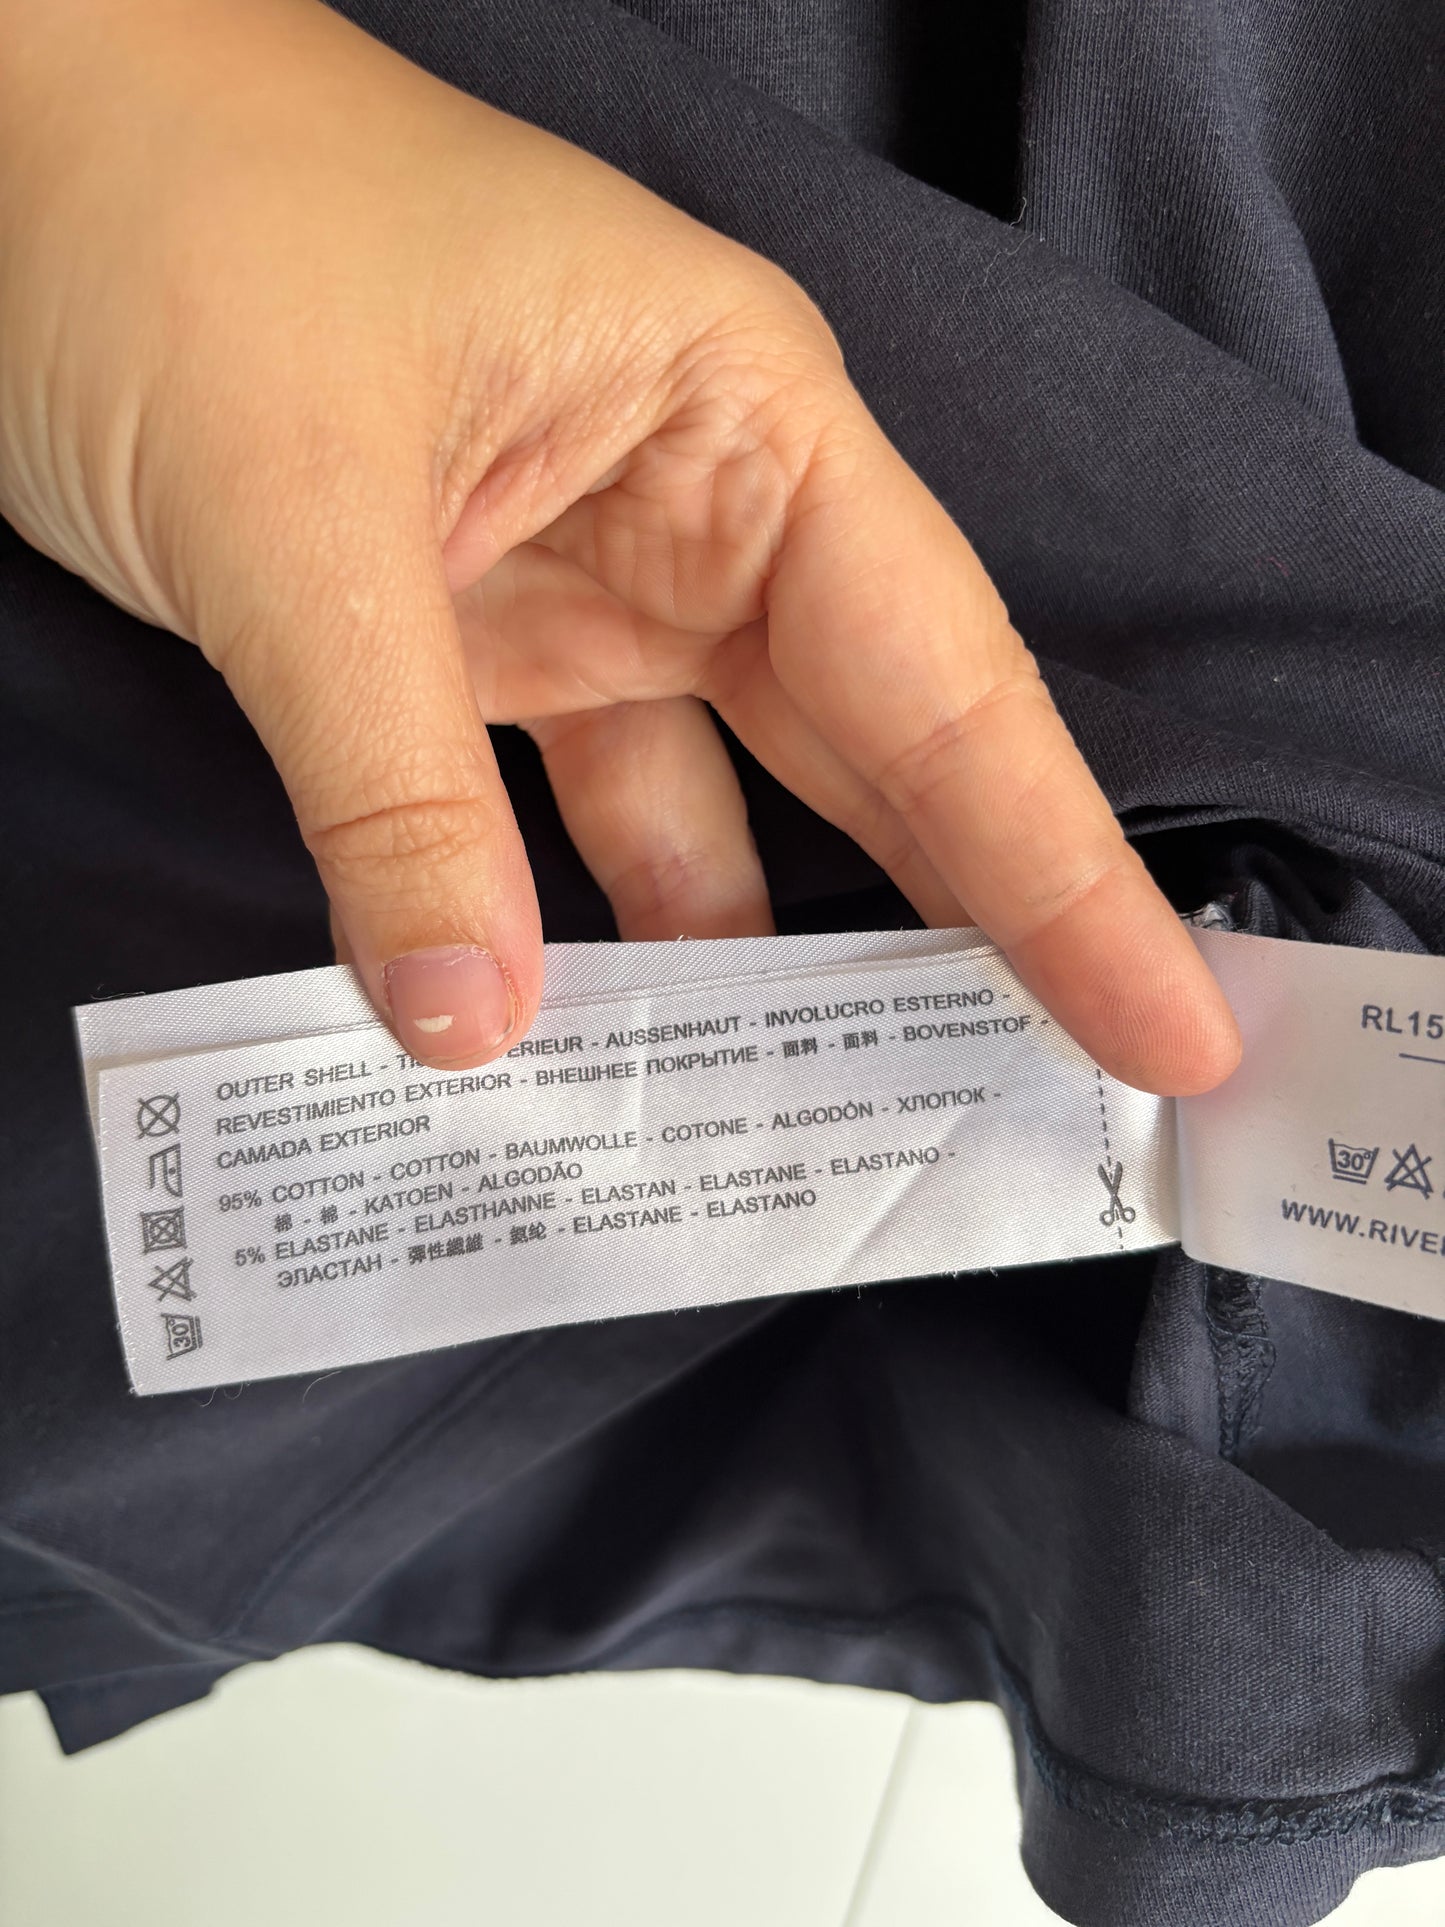 OUTER SHELL - ERIEUR - AUSSENHAUT - INVOLUCRO ESTERNO -
REVESTIMIENTO EXTERIOR - ВНЕШНЕЕ ПОКРЫТИЕ - 面料 - 面料 - BOVENSTOF -
CAMADA EXTERIOR
95% COTTON - COTTON - BAUMWOLLE - COTONE - ALGODÓN - ХЛОПОК -
棉 - 棉 - KATOEN - ALGODÃO
5% ELASTANE - ELASTHANNE - ELASTAN - ELASTANE - ELASTANO -
ЭЛАСТАН - 彈性纖維 - 氨纶 - ELASTANE - ELASTANO
30°
RL15
30°
WWW.RIVE